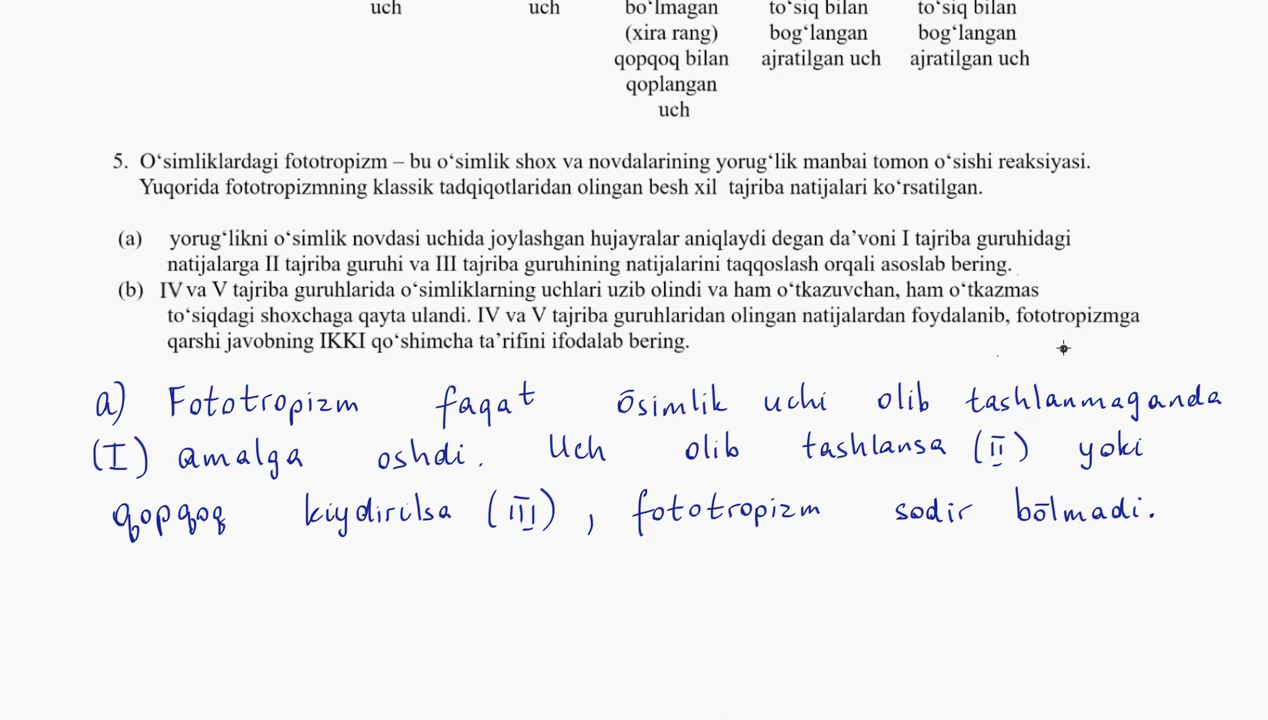 uch uch bo‘lmagan to‘siq bilan to‘siq bilan
(xira rang) bog‘langan bog‘langan
qopqoq bilan ajratilgan uch ajratilgan uch
qoplangan
uch
5. O‘simliklardagi fototropizm – bu o‘simlik shox va novdalarining yorug‘lik manbai tomon o‘sishi reaksiyasi.
Yuqorida fototropizmning klassik tadqiqotlaridan olingan besh xil tajriba natijalari ko‘rsatilgan.
(a) yorug‘likni o‘simlik novdasi uchida joylashgan hujayralar aniqlaydi degan da’voni I tajriba guruhidagi
natijalarga II tajriba guruhi va III tajriba guruhining natijalarini taqqoslash orqali asoslab bering.
(b) IV va V tajriba guruhlarida o‘simliklarning uchlari uzib olindi va ham o‘tkazuvchan, ham o‘tkazmas
to‘siqdagi shoxchaga qayta ulandi. IV va V tajriba guruhlaridan olingan natijalardan foydalanib, fototropizmga
qarshi javobning IKKI qo‘shimcha ta’rifini ifodalab bering.
a) Fototropizm faqat ōsimlik uchi olib tashlanmaganda
(I) amalga oshdi. Uch olib tashlansa (II) yoki
qopqoq kiydirilsa (III), fototropizm sodir bōlmadi.